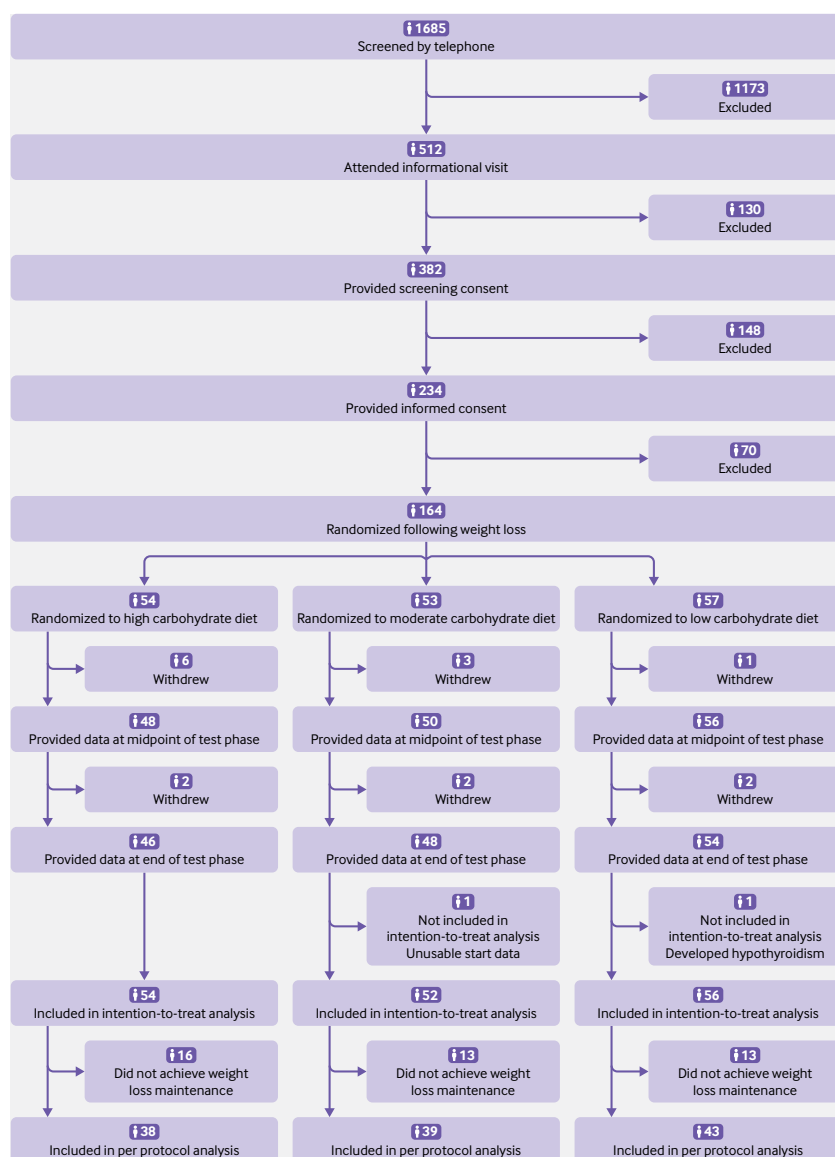 1685
Screened by telephone
1173
Excluded
512
Attended informational visit
130
Excluded
382
Provided screening consent
148
Excluded
234
Provided informed consent
70
Excluded
164
Randomized following weight loss
54
Randomized to high carbohydrate diet
53
Randomized to moderate carbohydrate diet
57
Randomized to low carbohydrate diet
6
Withdrew
3
Withdrew
1
Withdrew
48
Provided data at midpoint of test phase
50
Provided data at midpoint of test phase
56
Provided data at midpoint of test phase
2
Withdrew
2
Withdrew
2
Withdrew
46
Provided data at end of test phase
48
Provided data at end of test phase
54
Provided data at end of test phase
1
Not included in
intention-to-treat analysis
Unusable start data
1
Not included in
intention-to-treat analysis
Developed hypothyroidism
54
Included in intention-to-treat analysis
52
Included in intention-to-treat analysis
56
Included in intention-to-treat analysis
16
Did not achieve weight
loss maintenance
13
Did not achieve weight
loss maintenance
13
Did not achieve weight
loss maintenance
38
Included in per protocol analysis
39
Included in per protocol analysis
43
Included in per protocol analysis